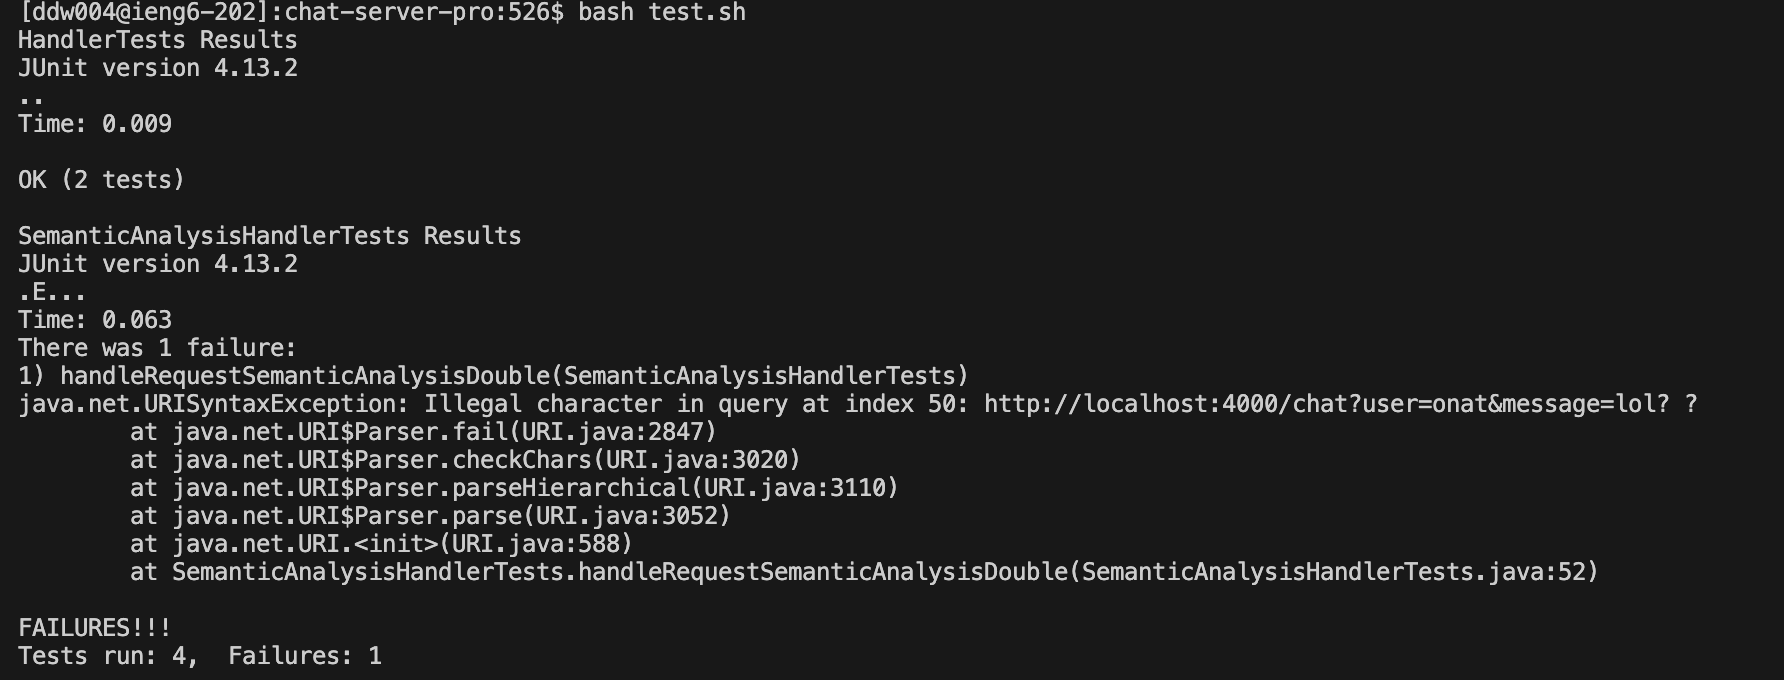 [ddw004@ieng6-202]:chat-server-pro:526$ bash test.sh
HandlerTests Results
JUnit version 4.13.2
..
Time: 0.009
OK (2 tests)
SemanticAnalysisHandlerTests Results
JUnit version 4.13.2
.E...
Time: 0.063
There was 1 failure:
1) handleRequestSemanticAnalysisDouble(SemanticAnalysisHandlerTests)
java.net.URISyntaxException: Illegal character in query at index 50: http://localhost:4000/chat?user=onat&message=lol? ?
at java.net.URI$Parser.fail(URI.java:2847)
at java.net.URI$Parser.checkChars(URI.java:3020)
at java.net.URI$Parser.parseHierarchical(URI.java:3110)
at java.net.URI$Parser.parse(URI.java:3052)
at java.net.URI.<init>(URI.java:588)
at SemanticAnalysisHandlerTests.handleRequestSemanticAnalysisDouble(SemanticAnalysisHandlerTests.java:52)
FAILURES!!!
Tests run: 4,  Failures: 1